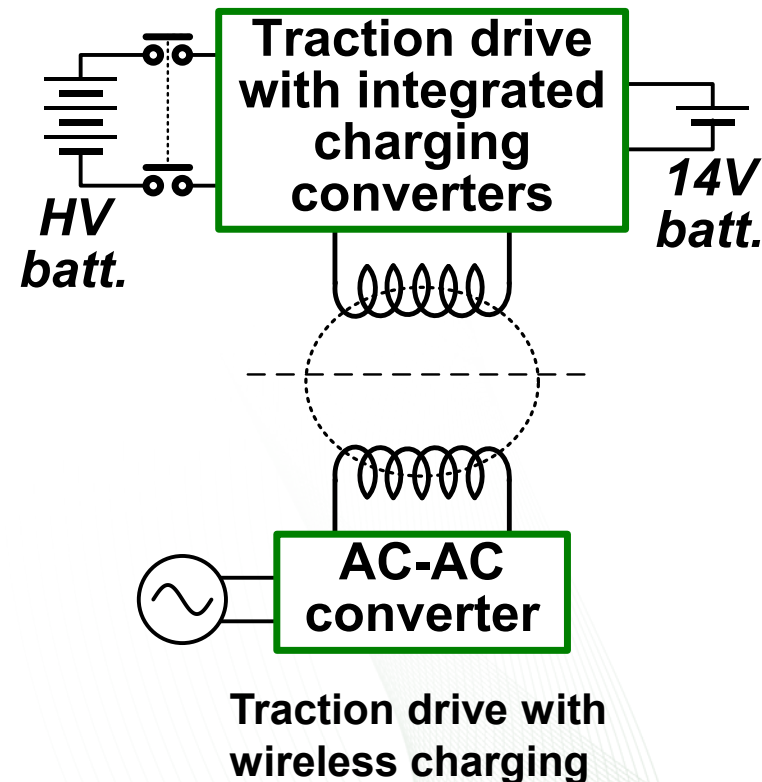 Traction drive
with integrated
charging
converters
HV
batt.
14V
batt.
AC-AC
converter
Traction drive with
wireless charging